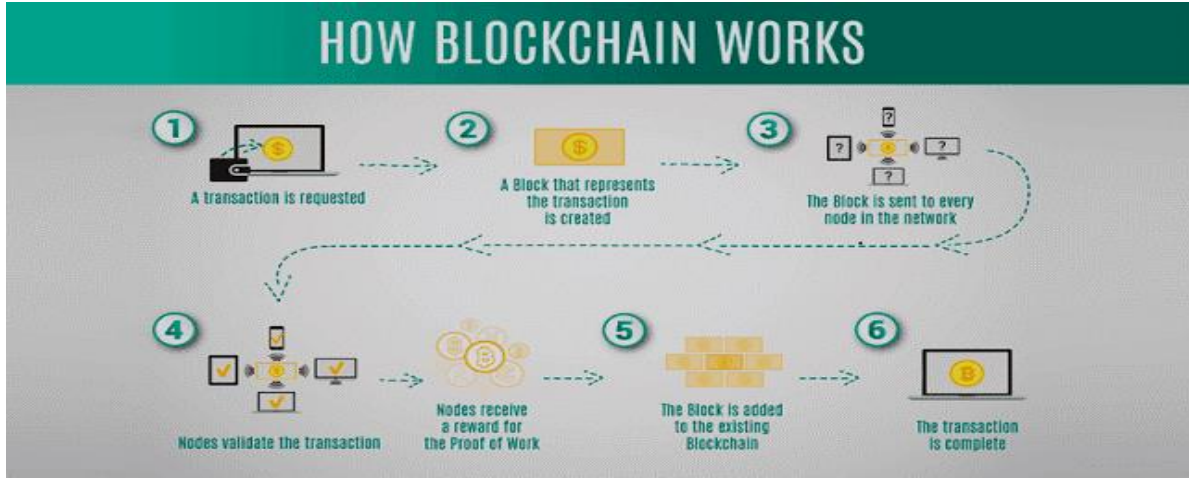 HOW BLOCKCHAIN WORKS
1
A transaction is requested
2
A Block that represents
the transaction
is created
3
?
?
?
?
The Block is sent to every
node in the network
4
Nodes validate the transaction
Nodes receive
a reward for
the Proof of Work
5
The Block is added
to the existing
Blockchain
6
The transaction
is complete